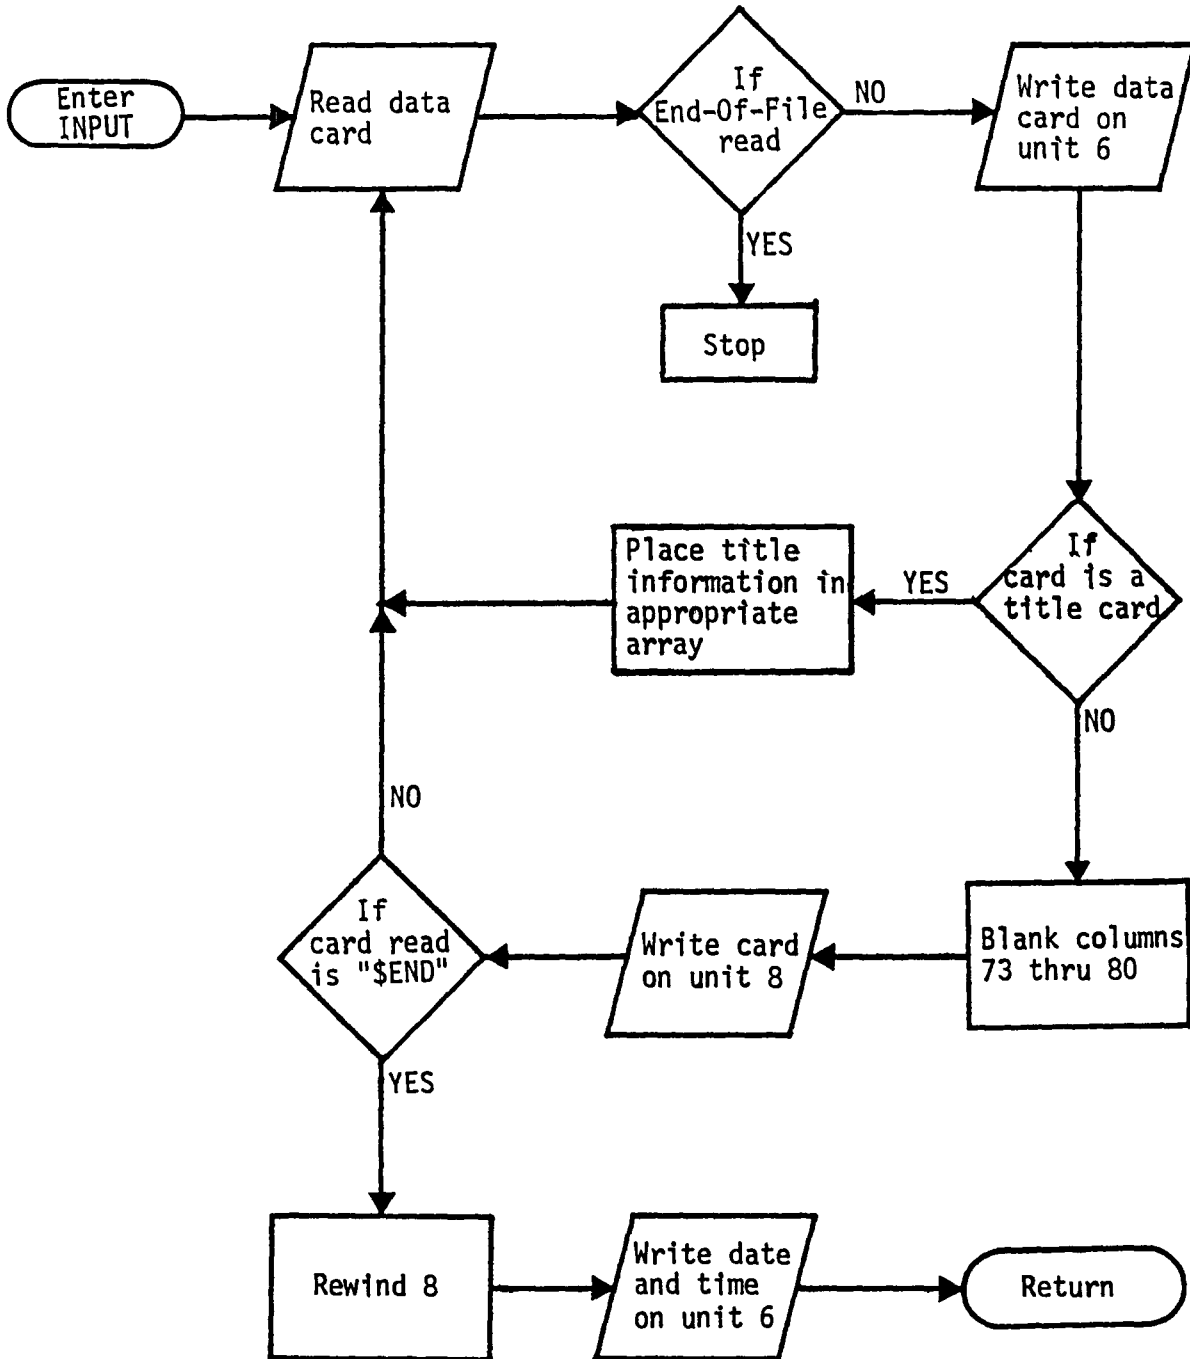 Enter
INPUT
Read data
card
If
End-Of-File
read
NO
Write data
card on
unit 6
YES
Stop
Place title
information in
appropriate
array
YES
If
card is a
title card
NO
NO
If
card read
is "$END"
Write card
on unit 8
Blank columns
73 thru 80
YES
Rewind 8
Write date
and time
on unit 6
Return